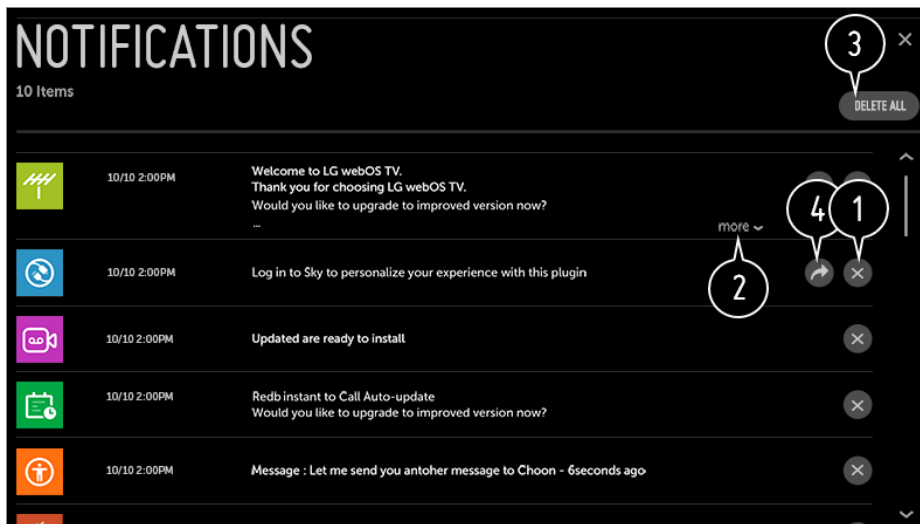 NOTIFICATIONS
10 Items
3
DELETE ALL
10/10 2:00PM
Welcome to LG webOS TV.
Thank you for choosing LG webOS TV.
Would you like to upgrade to improved version now?
...
more
4
1
2
10/10 2:00PM
Log in to Sky to personalize your experience with this plugin
10/10 2:00PM
Updated are ready to install
10/10 2:00PM
Redb instant to Call Auto-update
Would you like to upgrade to improved version now?
10/10 2:00PM
Message : Let me send you antoher message to Choon - 6seconds ago